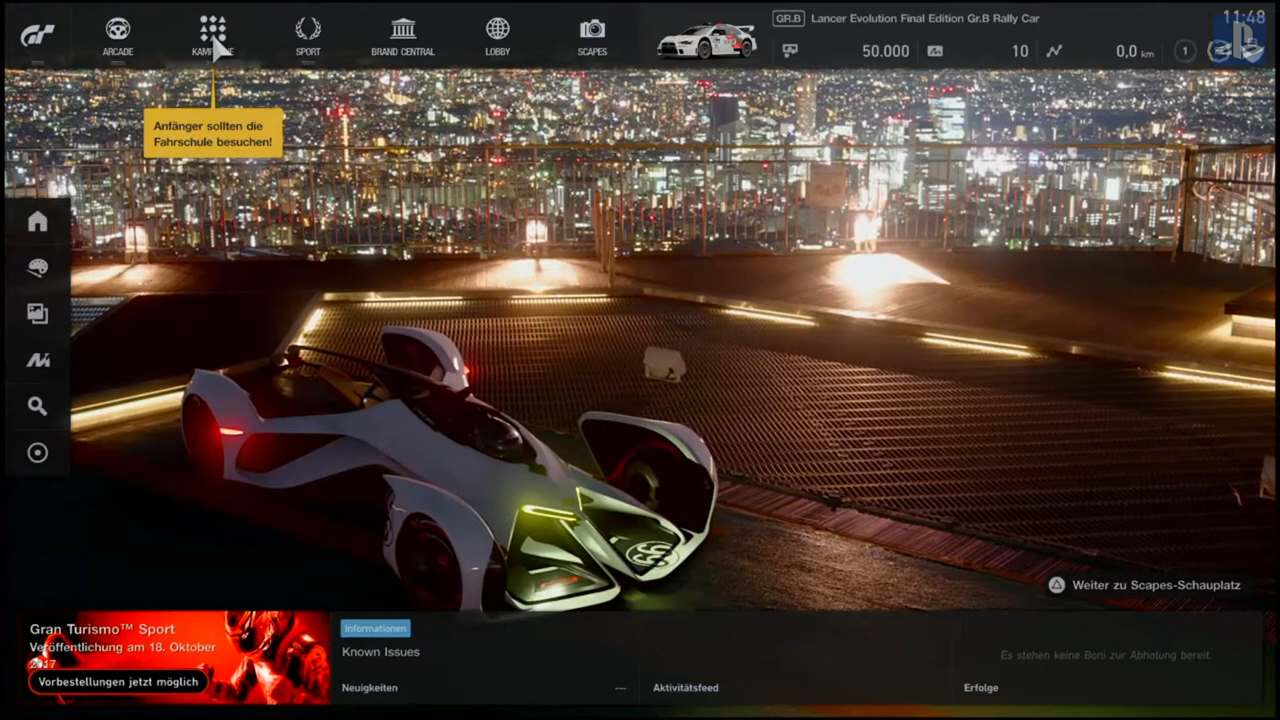 ARCADE
SPORT
BRAND CENTRAL
LOBBY
SCAPES
GR.B Lancer Evolution Final Edition Gr.B Rally Car
50.000
10
0,0 km
1
11:48
Anfänger sollten die
Fahrschule besuchen!
66
Weiter zu Scapes-Schauplatz
Gran Turismo™ Sport
Veröffentlichung am 18. Oktober
2017
Vorbestellungen jetzt möglich
Informationen
Known Issues
Neuigkeiten
----
Aktivitätsfeed
Es stehen keine Boni zur Abholung bereit.
Erfolge